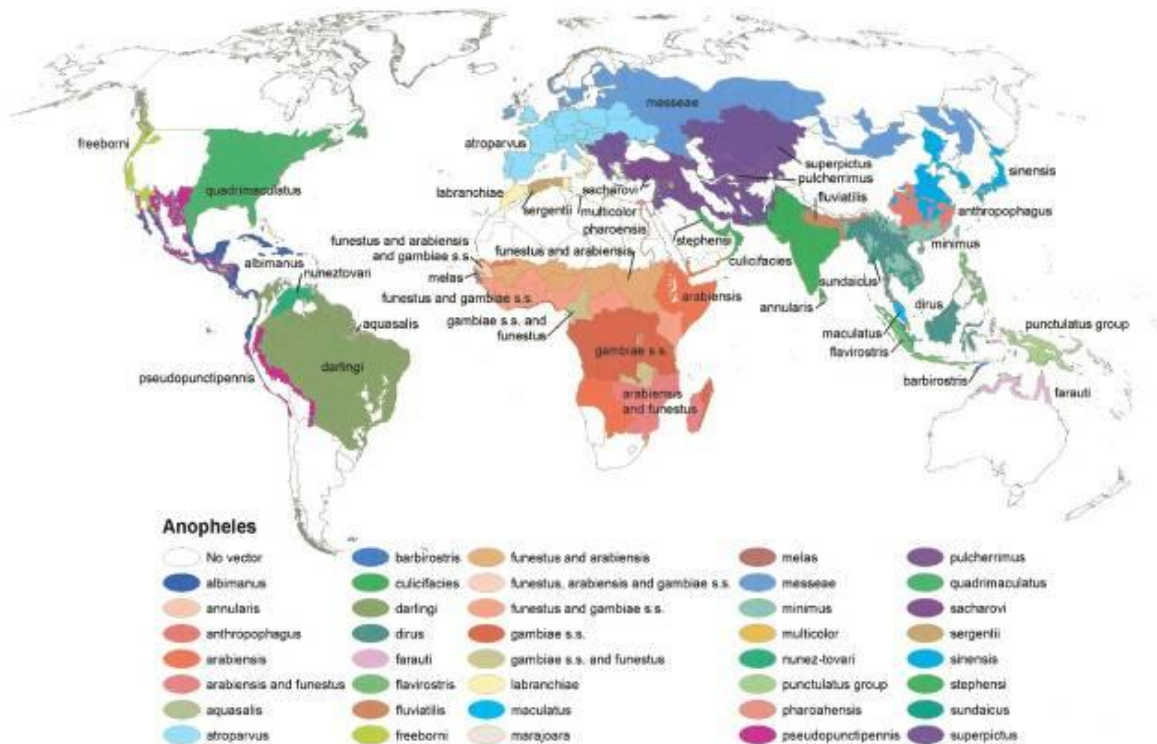 freeborni
quadrimaculatus
albimanus
nuneztovari
aquasalis
darlingi
pseudopunctipennis
messeae
atroparvus
labranchiae
sergentii
sacharovi
multicolor
pharoensis
superpictus
pulcherrimus
fluviatilis
sinensis
anthropophagus
stephensi
culicifacies
minimus
sundaicus
annularis
dirus
maculatus
flavirostris
punctulatus group
barbirostris
farauti
funestus and arabiensis
and gambiae s.s.
melas
funestus and arabiensis
funestus and gambiae s.s.
gambiae s.s. and
funestus
arabiensis
gambiae s.s.
arabiensis
and funestus
Anopheles
No vector
albimanus
annularis
anthropophagus
arabiensis
arabiensis and funestus
aquasalis
atroparvus
barbirostris
culicifacies
darlingi
dirus
farauti
flavirostris
fluviatilis
freeborni
funestus and arabiensis
funestus, arabiensis and gambiae s.s.
funestus and gambiae s.s.
gambiae s.s.
gambiae s.s. and funestus
labranchiae
maculatus
marajoara
melas
messeae
minimus
multicolor
nunez-tovari
punctulatus group
pharoahensis
pseudopunctipennis
pulcherrimus
quadrimaculatus
sacharovi
sergentii
sinensis
stephensi
sundaicus
superpictus